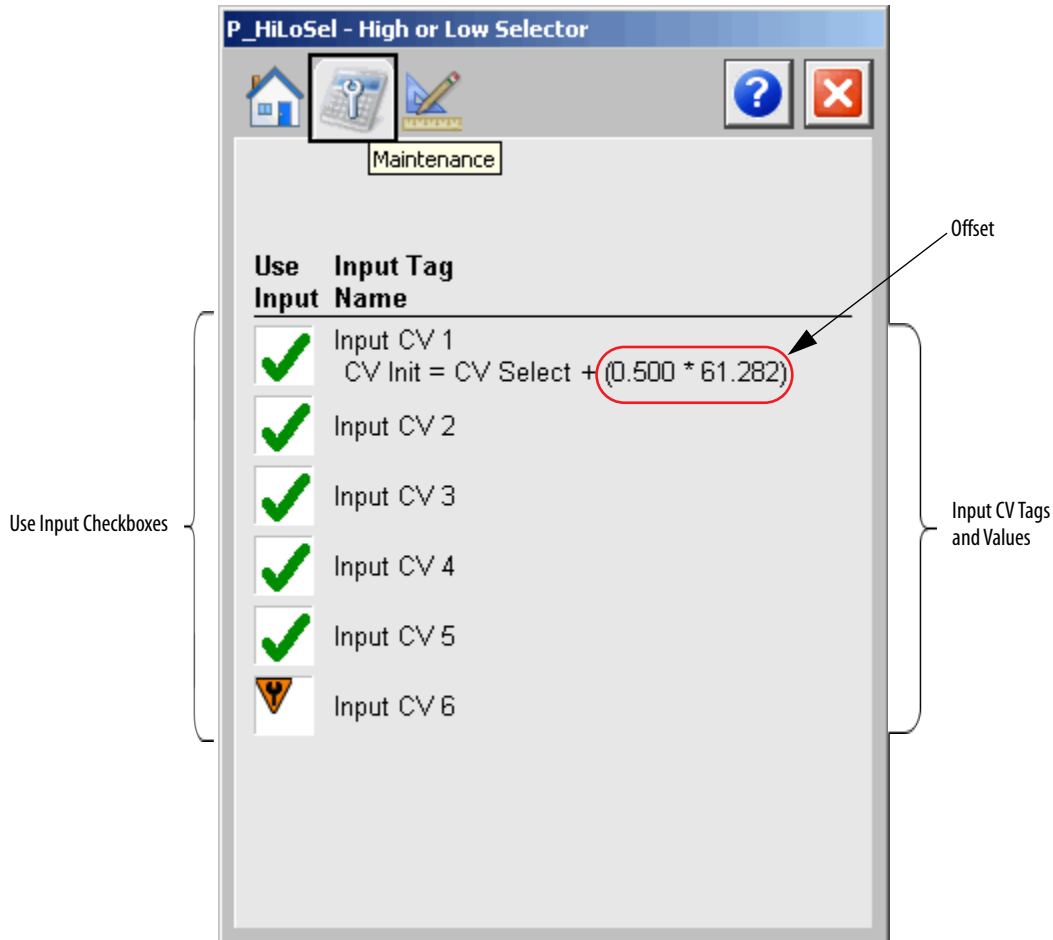 P_HiLoSel - High or Low Selector
?
Maintenance
Offset
Use Input Tag
Input Name
Input CV 1
CV Init = CV Select + (0.500 * 61.282)
Input CV 2
Input CV 3
Use Input Checkboxes
Input CV Tags
and Values
Input CV 4
Input CV 5
Input CV 6